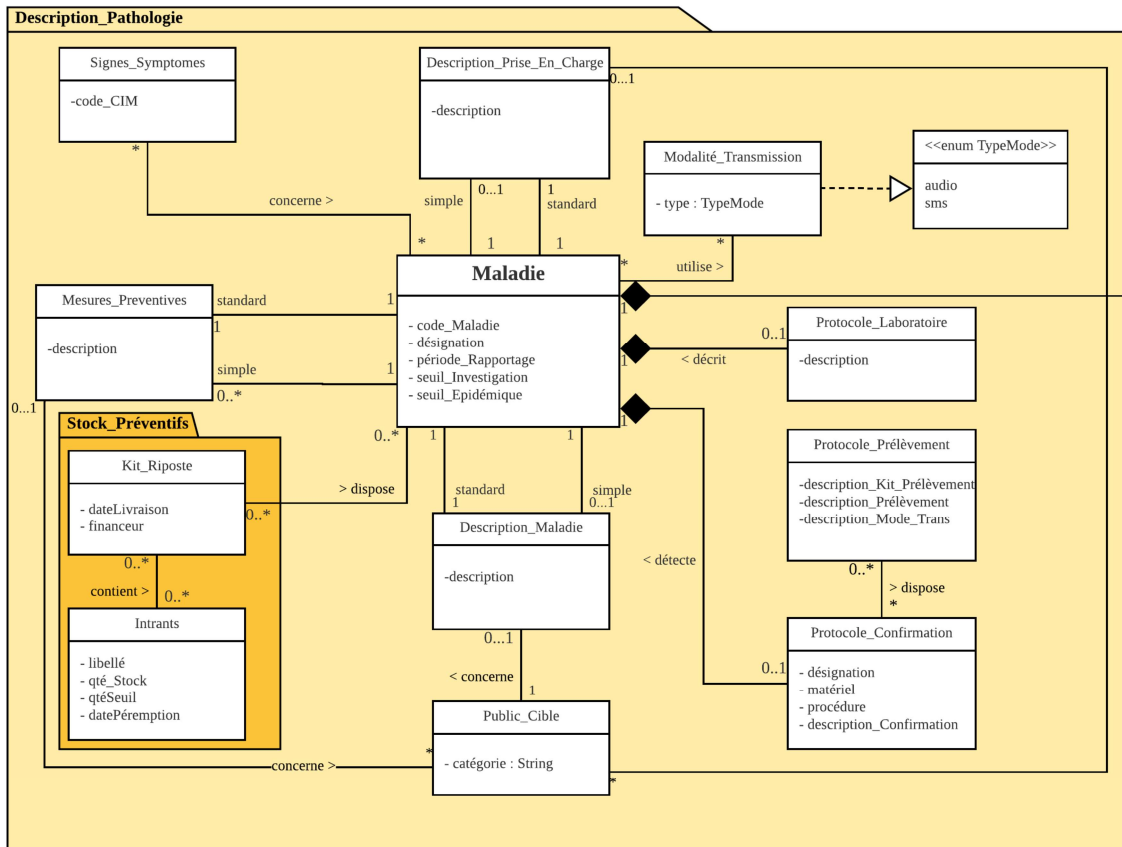 Description_Pathologie
Signes_Symptomes
-code_CIM
*
concerne >
*
Description_Prise_En_Charge
-description
0...1
0...1
simple
1
1
standard
1
Modalité_Transmission
- type : TypeMode
*
utilise >
*
<<enum TypeMode>>
audio
sms
Maladie
- code_Maladie
- désignation
- période_Rapportage
- seuil_Investigation
- seuil_Epidémique
1
Mesures_Preventives
-description
standard
1
1
simple
0..*
1
0...1
Protocole_Laboratoire
-description
0..1
< décrit
1
1
Stock_Préventifs
Kit_Riposte
- dateLivraison
- financeur
0..*
> dispose
0..*
0..*
contient >
0..*
Intrants
- libellé
- qté_Stock
- qtéSeuil
- datePéremption
1
standard
1
1
simple
0...1
Description_Maladie
-description
0...1
< concerne
1
Public_Cible
- catégorie : String
*
concerne >
*
Protocole_Prélèvement
-description_Kit_Prélèvement
-description_Prélèvement
-description_Mode_Trans
0..*
> dispose
*
< détecte
0..1
Protocole_Confirmation
- désignation
- matériel
- procédure
- description_Confirmation